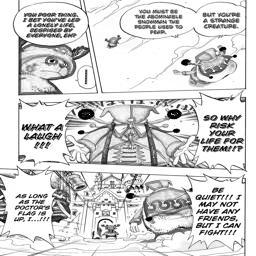 BUT YOU'RE
A STRANGE
CREATURE.
YOU MUST BE
THE ABOMINABLE
SNOWMAN THE
PEOPLE USED TO
FEAR.
YOU POOR THING.
I BET YOU'VE LED
A LONELY LIFE,
DESPISED BY
EVERYONE, EH?
SO WHY
RISK
YOUR
LIFE FOR
THEM!!?
WHAT A
LAUGH
!!!
BE
QUIET!!! I
MAY NOT
HAVE ANY
FRIENDS,
BUT I CAN
FIGHT!!!
AS LONG
AS THE
DOCTOR'S
FLAG IS
UP, I...!!!